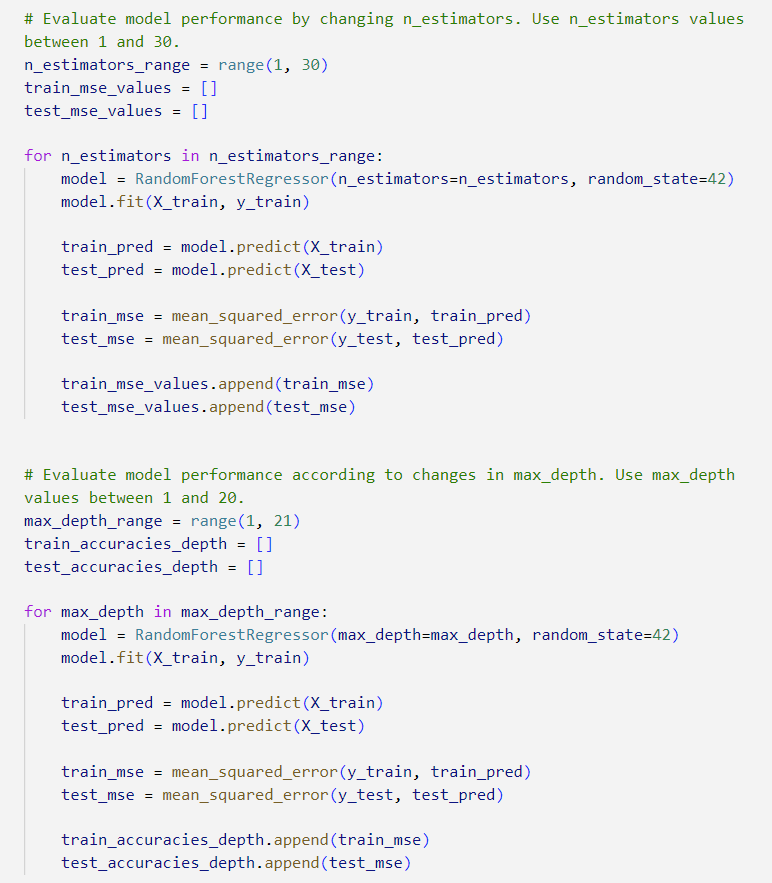 # Evaluate model performance by changing n_estimators. Use n_estimators values
between 1 and 30.
n_estimators_range = range(1, 30)
train_mse_values = []
test_mse_values = []

for n_estimators in n_estimators_range:
    model = RandomForestRegressor(n_estimators=n_estimators, random_state=42)
    model.fit(X_train, y_train)

    train_pred = model.predict(X_train)
    test_pred = model.predict(X_test)

    train_mse = mean_squared_error(y_train, train_pred)
    test_mse = mean_squared_error(y_test, test_pred)

    train_mse_values.append(train_mse)
    test_mse_values.append(test_mse)


# Evaluate model performance according to changes in max_depth. Use max_depth
values between 1 and 20.
max_depth_range = range(1, 21)
train_accuracies_depth = []
test_accuracies_depth = []

for max_depth in max_depth_range:
    model = RandomForestRegressor(max_depth=max_depth, random_state=42)
    model.fit(X_train, y_train)

    train_pred = model.predict(X_train)
    test_pred = model.predict(X_test)

    train_mse = mean_squared_error(y_train, train_pred)
    test_mse = mean_squared_error(y_test, test_pred)

    train_accuracies_depth.append(train_mse)
    test_accuracies_depth.append(test_mse)